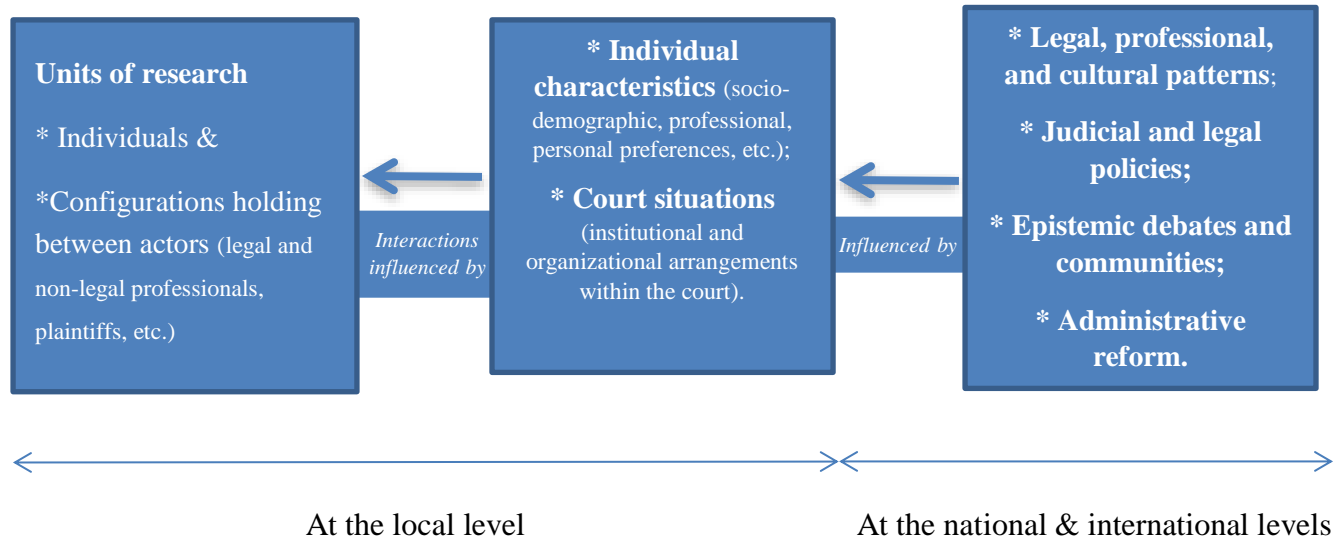 Units of research
* Individuals &
*Configurations holding
between actors (legal and
non-legal professionals,
plaintiffs, etc.)
Interactions
influenced by
* Individual
characteristics (socio-
demographic, professional,
personal preferences, etc.);
* Court situations
(institutional and
organizational arrangements
within the court).
Influenced by
* Legal, professional,
and cultural patterns;
* Judicial and legal
policies;
* Epistemic debates and
communities;
* Administrative
reform.
At the local level
At the national & international levels